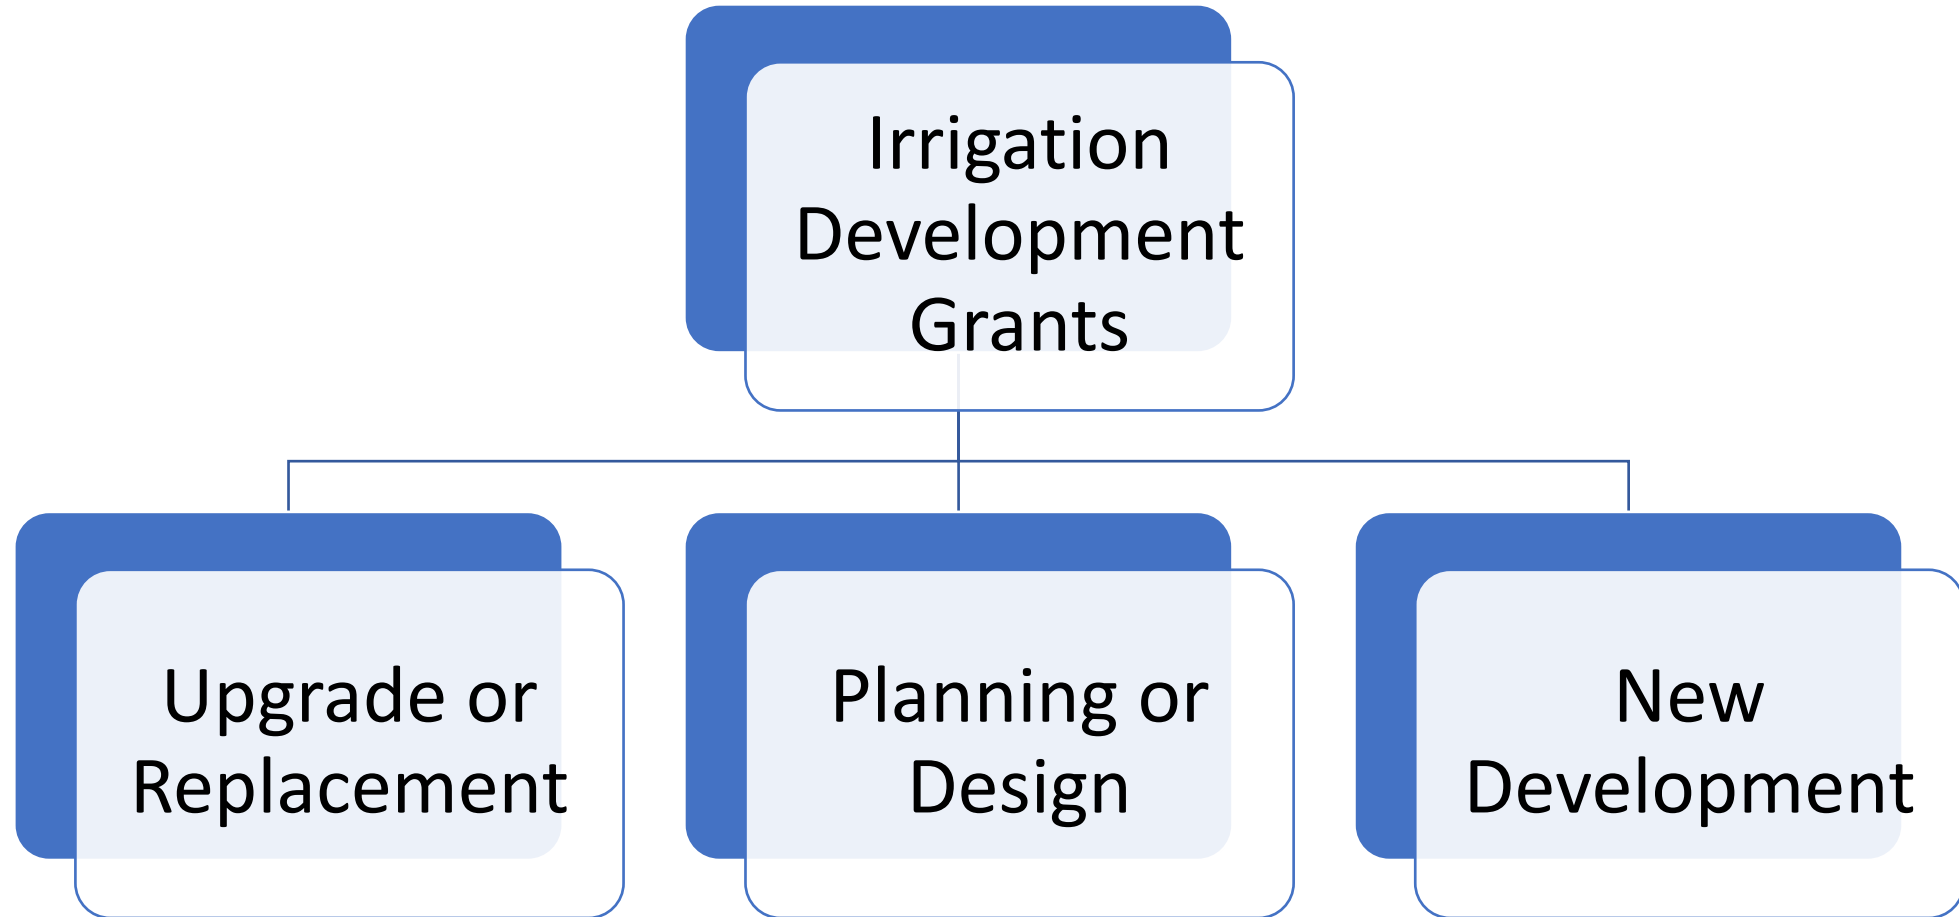 Irrigation
Development
Grants
Upgrade or
Replacement
Planning or
Design
New
Development